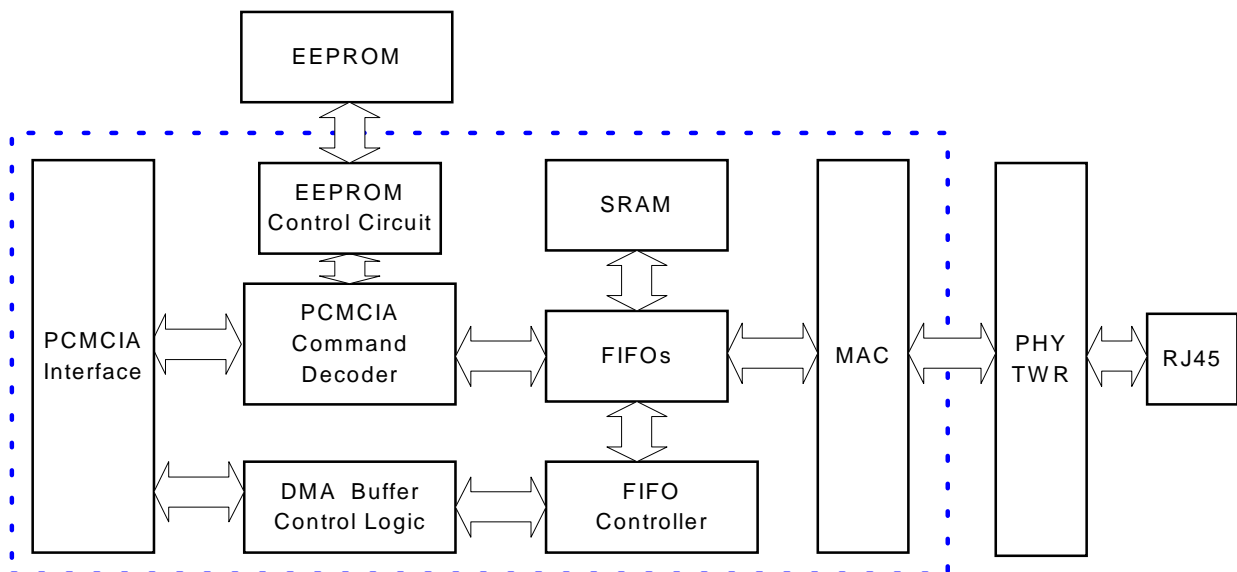 EEPROM
EEPROM
Control Circuit
SRAM
PCMCIA
Interface
PCMCIA
Command
Decoder
FIFOs
MAC
PHY
TWR
RJ45
DMA Buffer
Control Logic
FIFO
Controller